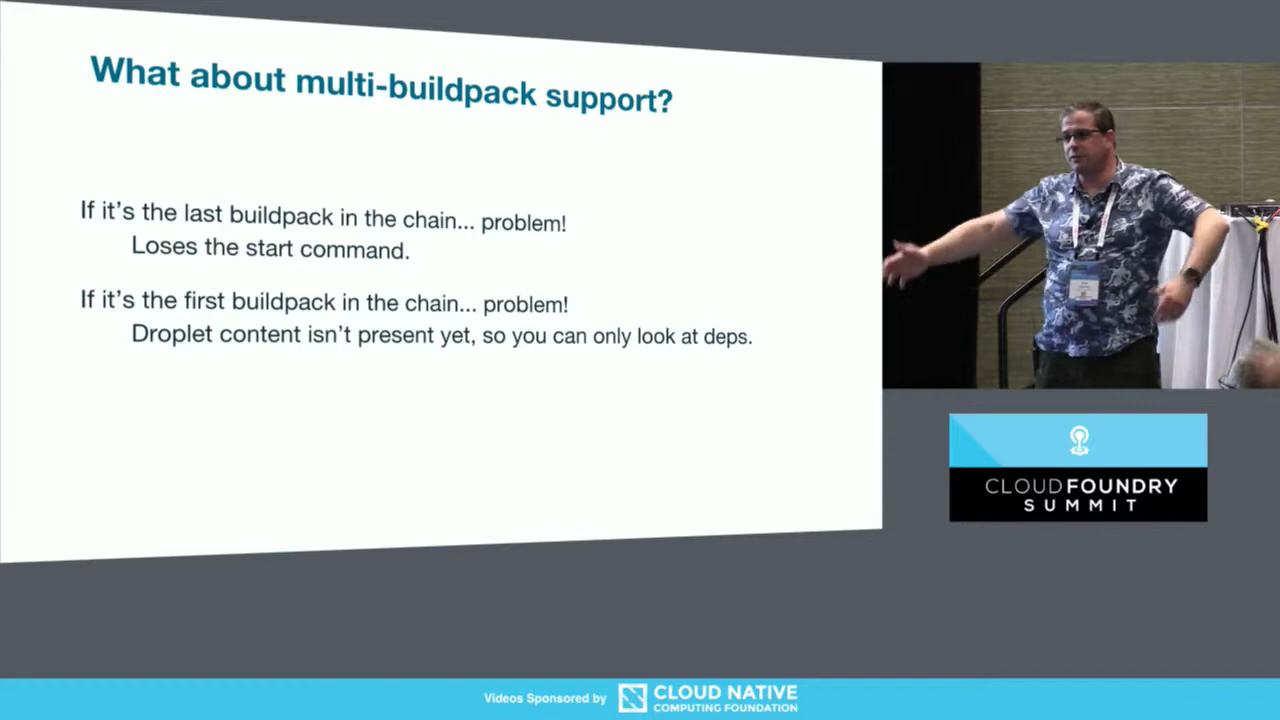 What about multi-buildpack support?
If it's the last buildpack in the chain... problem!
Loses the start command.
If it's the first buildpack in the chain... problem!
Droplet content isn't present yet, so you can only look at deps.
CLOUDFOUNDRY
SUMMIT
Videos Sponsored by
CLOUD NATIVE
COMPUTING FOUNDATION